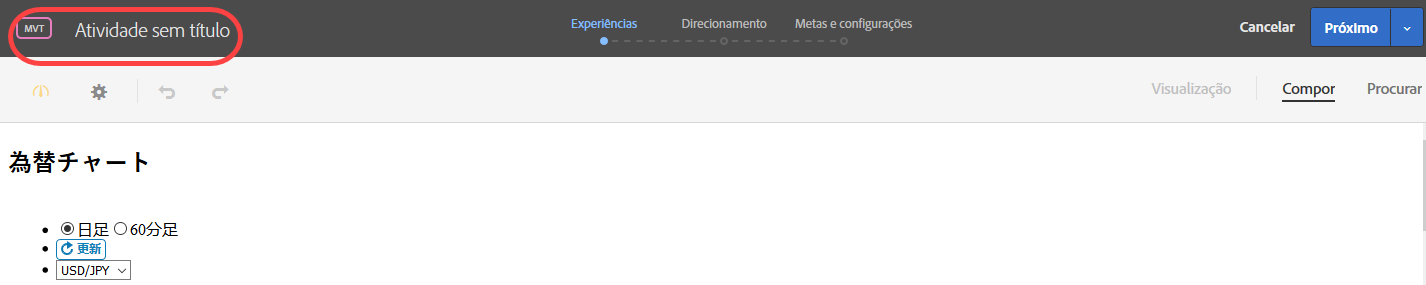 MVT Atividade sem título
Experiências Direcionamento Metas e configurações
Cancelar Próximo
Visualização Compor Procurar
為替チャート
日足 60分足
更新
USD/JPY